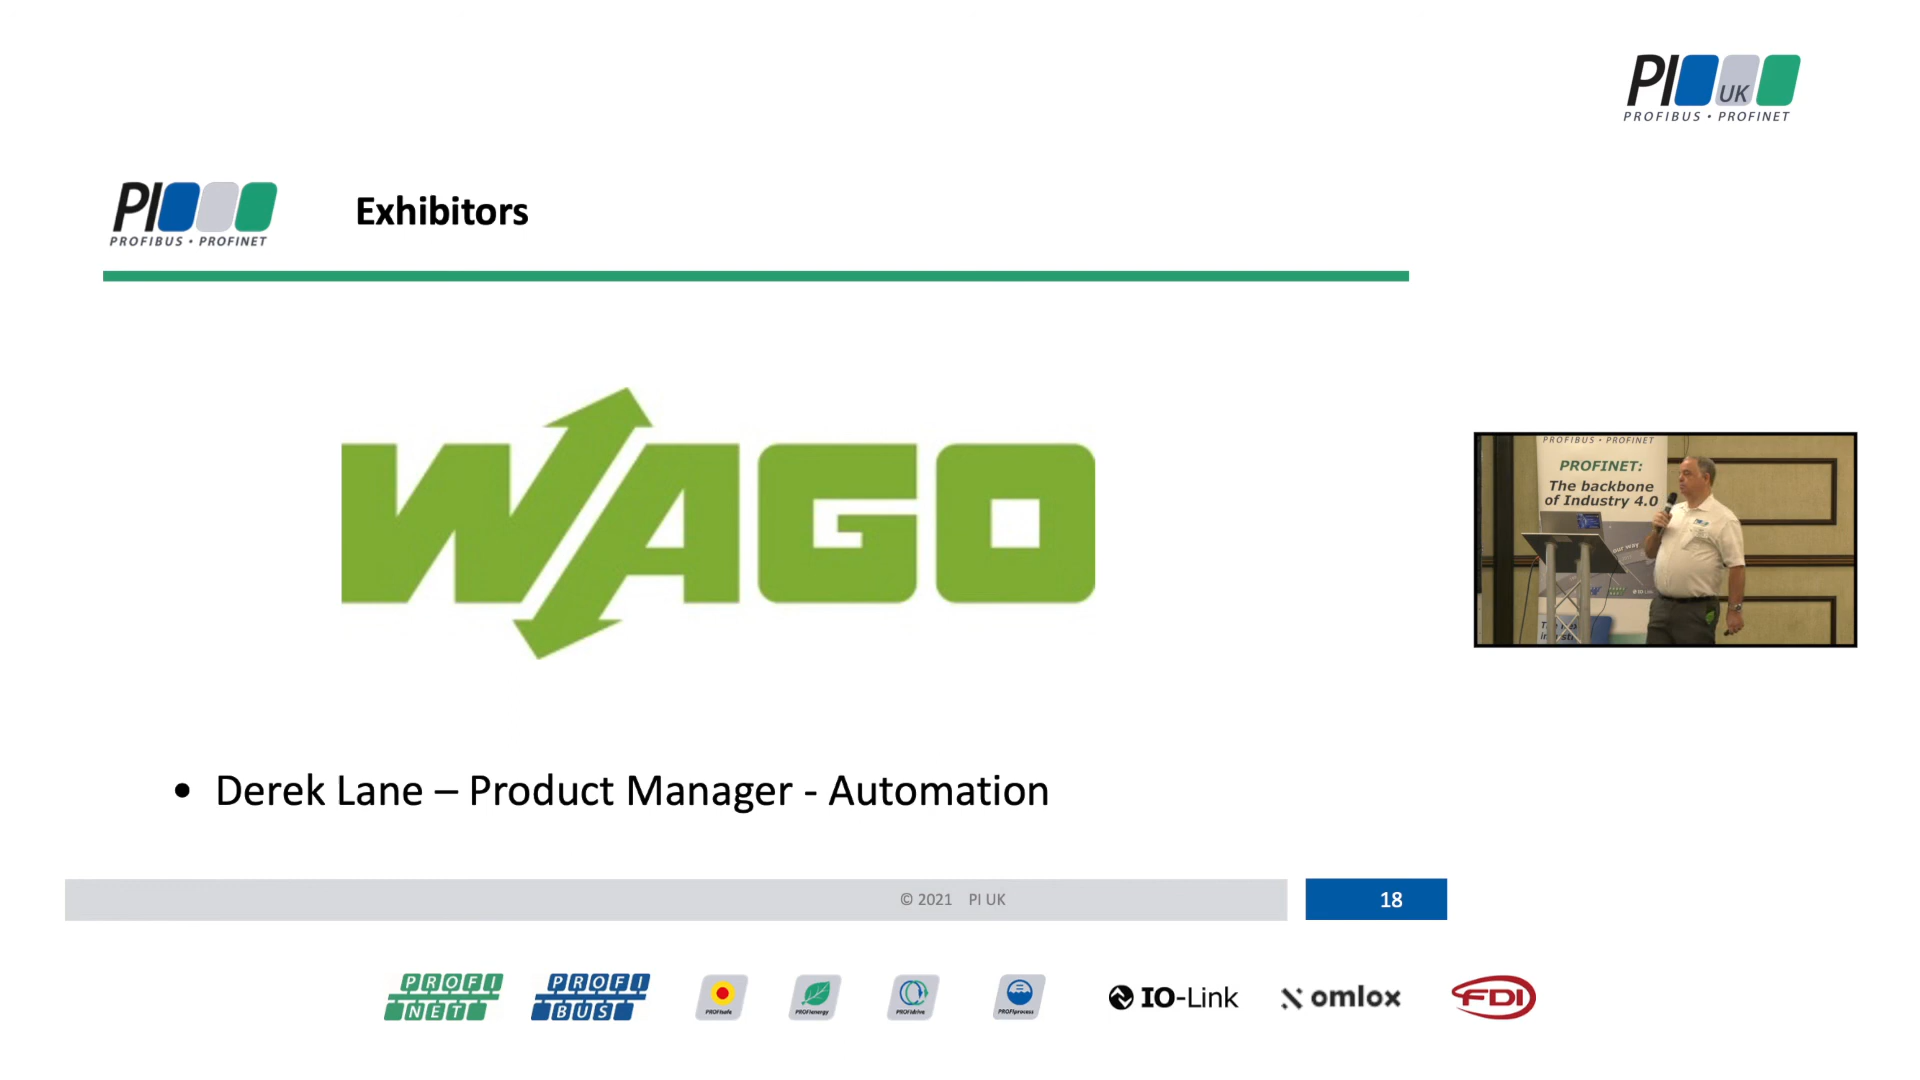 PI UK
PROFIBUS • PROFINET
PI
PROFIBUS • PROFINET
Exhibitors
WAGO
PROFIBUS • PROFINET
PROFINET:
The backbone
of Industry 4.0
our way
• Derek Lane – Product Manager - Automation
© 2021 PI UK
18
PROFI
NET
PROFI
BUS
PROFIsafe
PROFIenergy
PROFIdrive
PROFIprocess
IO-Link
omlox
FDI